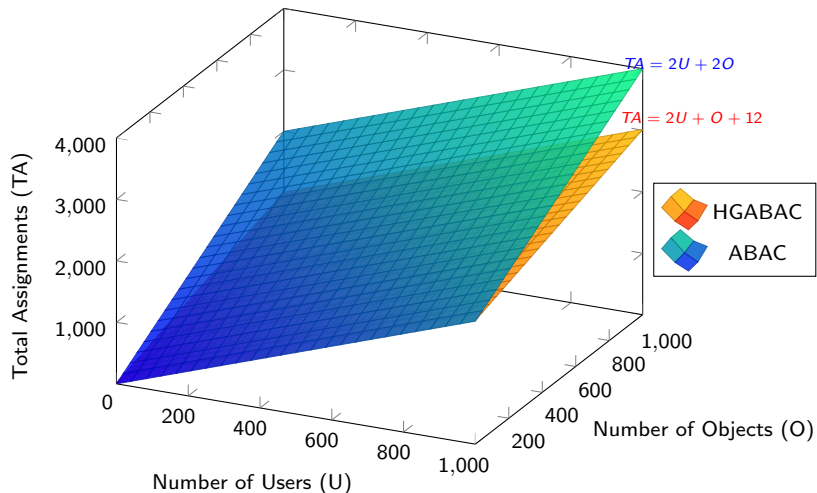 TA = 2U + 2O
TA = 2U + O + 12
4,000
3,000
2,000
1,000
Total Assignments (TA)
HGABAC
ABAC
0
200
400
600
800
1,000
Number of Users (U)
200
400
600
800
1,000
Number of Objects (O)